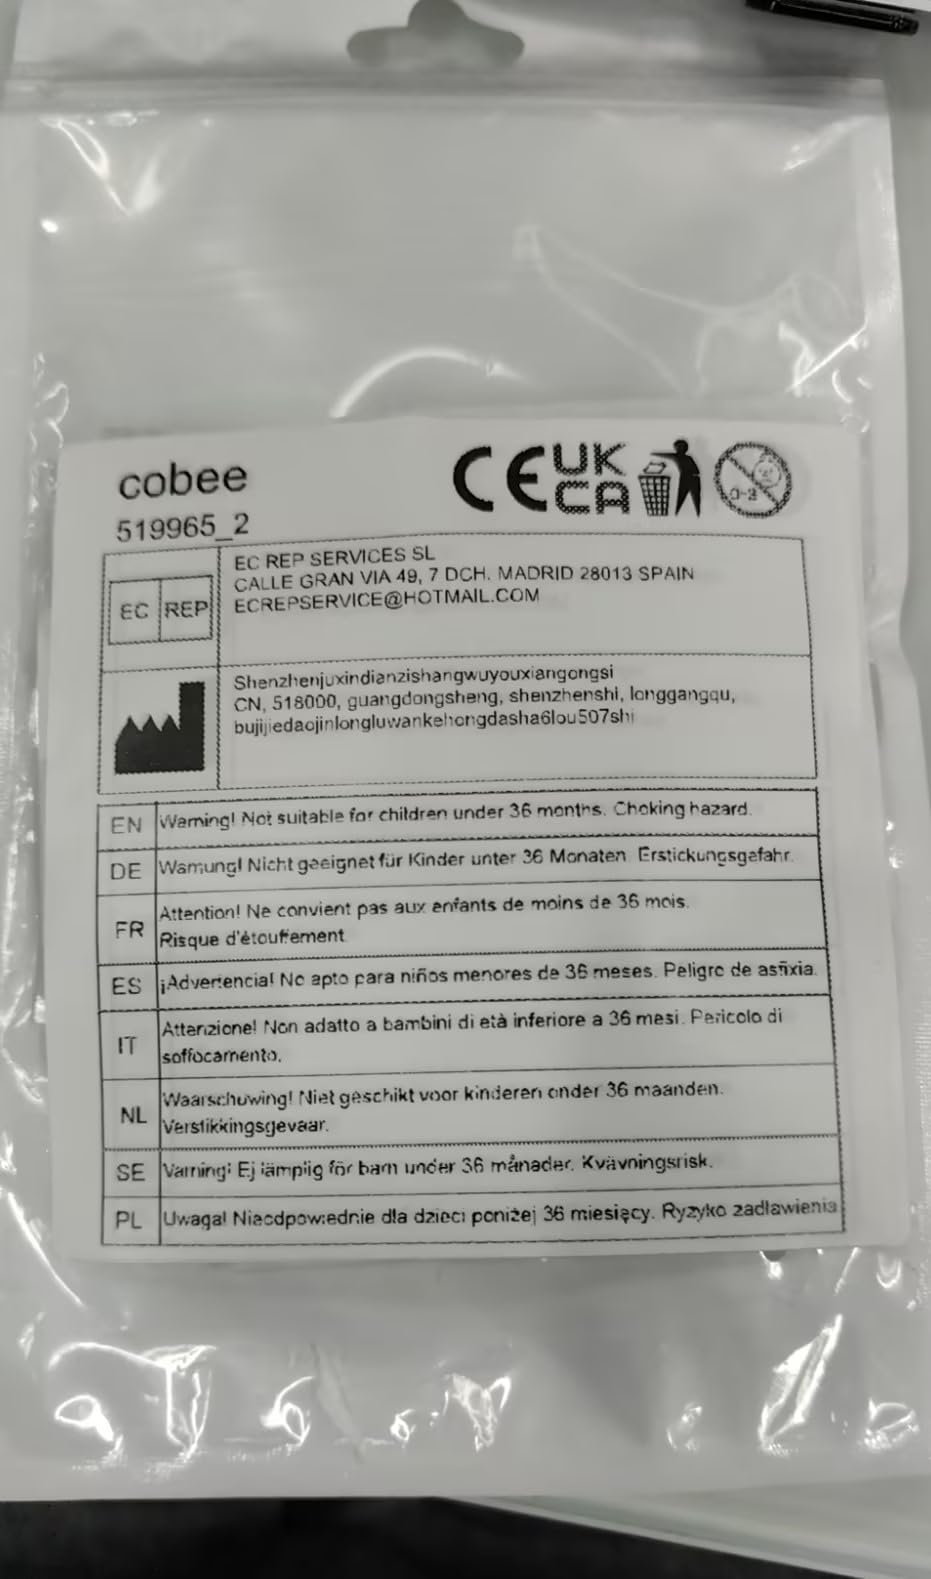 cobee
519965_2
CE UK CA
0-3
EC REP
EC REP SERVICES SL
CALLE GRAN VIA 49, 7 DCH. MADRID 28013 SPAIN
ECREPSERVICE@HOTMAIL.COM
Shenzhenjuxindianzishangwuyouxiangongsi
CN, 518000, guangdongsheng, shenzhenshi, longgangqu,
bujijiedaojinlongluwankehongdasha6lou507shi
EN Warning! Not suitable for children under 36 months. Choking hazard.
DE Warnung! Nicht geeignet für Kinder unter 36 Monaten. Erstickungsgefahr.
FR Attention! Ne convient pas aux enfants de moins de 36 mois.
Risque d'étouffement
ES ¡Advertencia! No apto para niños menores de 36 meses. Peligro de asfixia.
IT Attenzione! Non adatto a bambini di età inferiore a 36 mesi. Pericolo di
soffocamento.
NL Waarschuwing! Niet geschikt voor kinderen onder 36 maanden.
Verstikkingsgevaar.
SE Varning! Ej lämplig för barn under 36 månader. Kvävningsrisk.
PL Uwaga! Nieodpowiednie dla dzieci poniżej 36 miesięcy. Ryzyko zadławienia